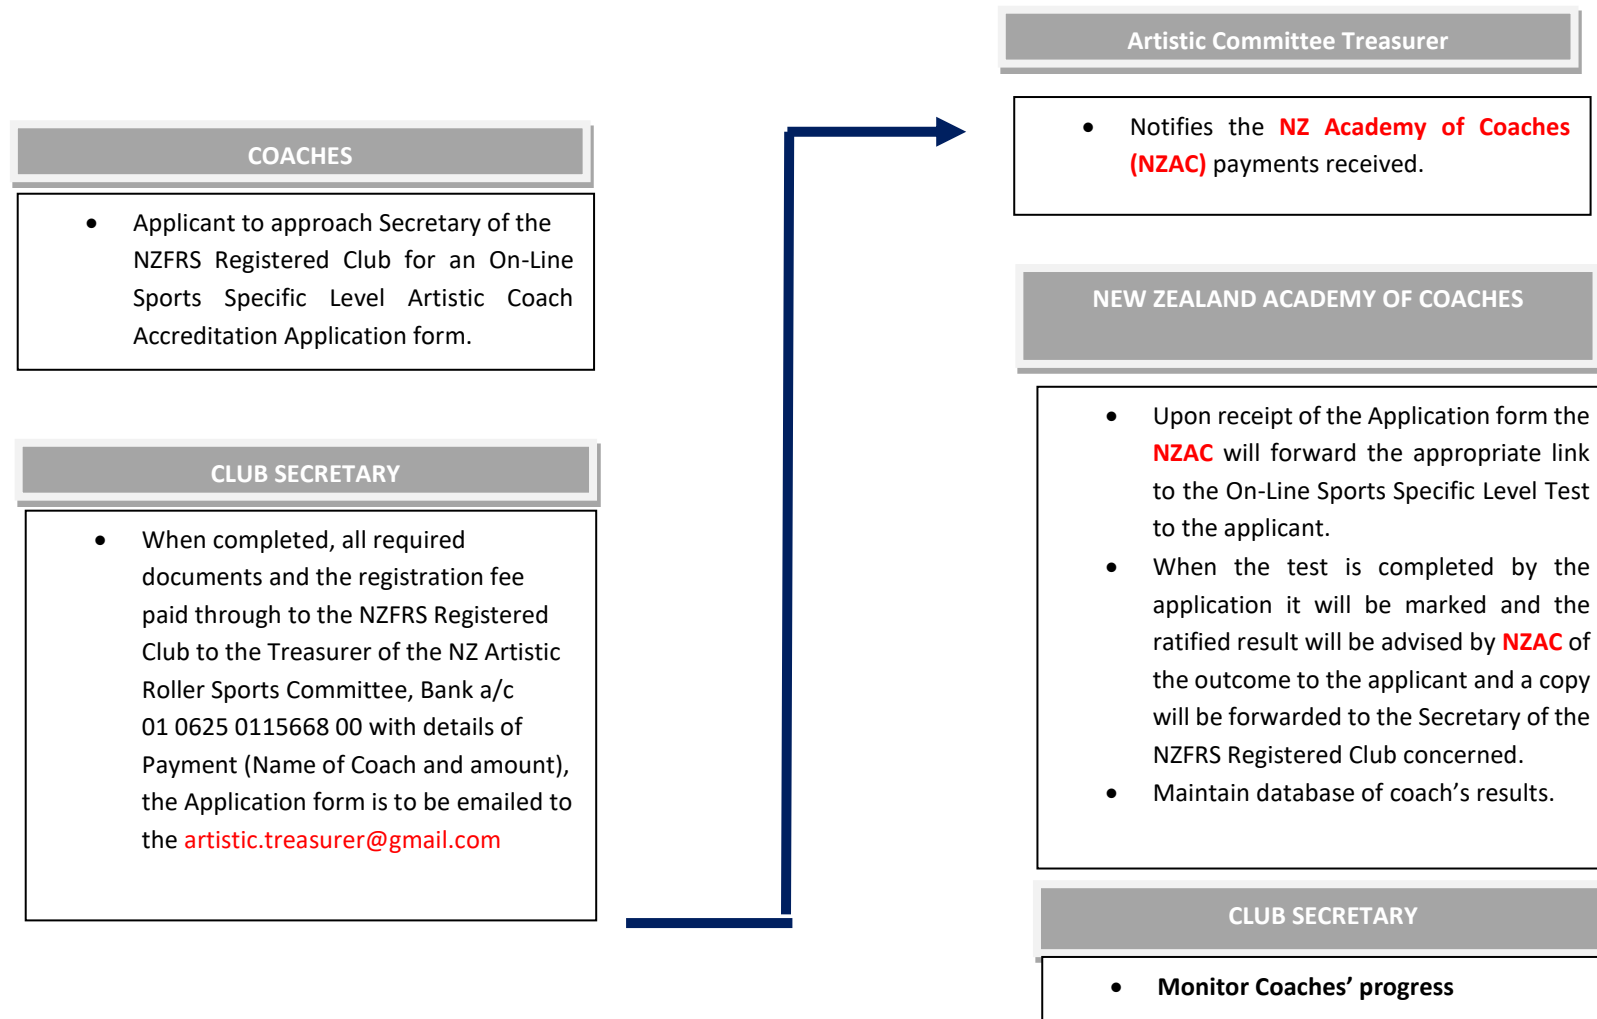 COACHES
• Applicant to approach Secretary of the
NZFRS Registered Club for an On-Line
Sports Specific Level Artistic Coach
Accreditation Application form.
CLUB SECRETARY
• When completed, all required
documents and the registration fee
paid through to the NZFRS Registered
Club to the Treasurer of the NZ Artistic
Roller Sports Committee, Bank a/c
01 0625 0115668 00 with details of
Payment (Name of Coach and amount),
the Application form is to be emailed to
the artistic.treasurer@gmail.com
Artistic Committee Treasurer
• Notifies the NZ Academy of Coaches
(NZAC) payments received.
NEW ZEALAND ACADEMY OF COACHES
• Upon receipt of the Application form the
NZAC will forward the appropriate link
to the On-Line Sports Specific Level Test
to the applicant.
• When the test is completed by the
application it will be marked and the
ratified result will be advised by NZAC of
the outcome to the applicant and a copy
will be forwarded to the Secretary of the
NZFRS Registered Club concerned.
• Maintain database of coach’s results.
CLUB SECRETARY
• Monitor Coaches’ progress